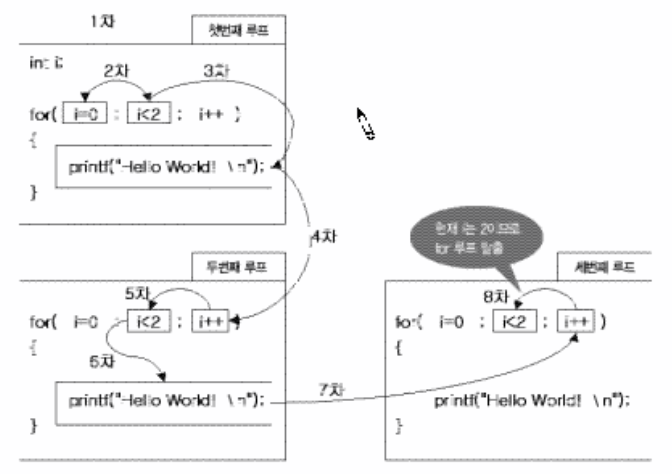 1차
첫번째 루프
int i;
2차
3차
for( i=0 ; i<2 ; i++ )
{
printf("Hello World! \n");
}
4차
두번째 루프
5차
for( i=0 ; i<2 ; i++ )
{
6차
printf("Hello World! \n");
}
7차
현재 i는 2이므로
for 루프 탈출
세번째 루프
8차
for( i=0 ; i<2 ; i++ )
{
printf("Hello World! \n");
}